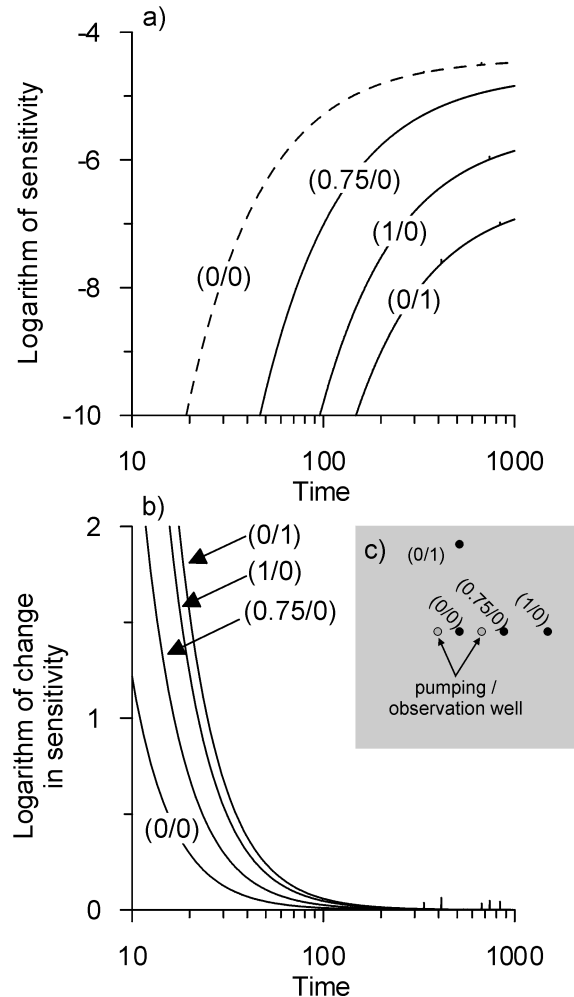 a)
-4
-6
-8
-10
Logarithm of sensitivity
(0/0)
(0.75/0)
(1/0)
(0/1)
10
100
1000
Time
b)
2
1
0
Logarithm of change
in sensitivity
(0/1)
(1/0)
(0.75/0)
(0/0)
10
100
1000
Time
c)
(0/1)
(0/0)
(0.75/0)
(1/0)
pumping /
observation well